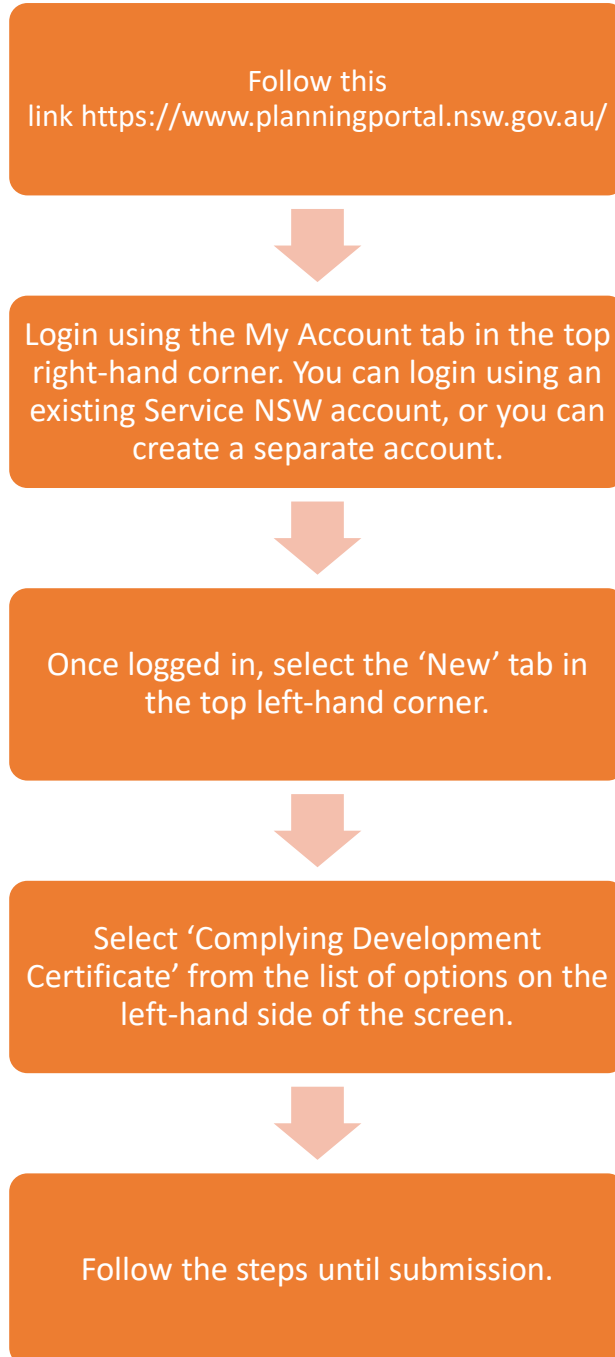 Follow this
link https://www.planningportal.nsw.gov.au/
Login using the My Account tab in the top
right-hand corner. You can login using an
existing Service NSW account, or you can
create a separate account.
Once logged in, select the ‘New’ tab in
the top left-hand corner.
Select ‘Complying Development
Certificate’ from the list of options on the
left-hand side of the screen.
Follow the steps until submission.